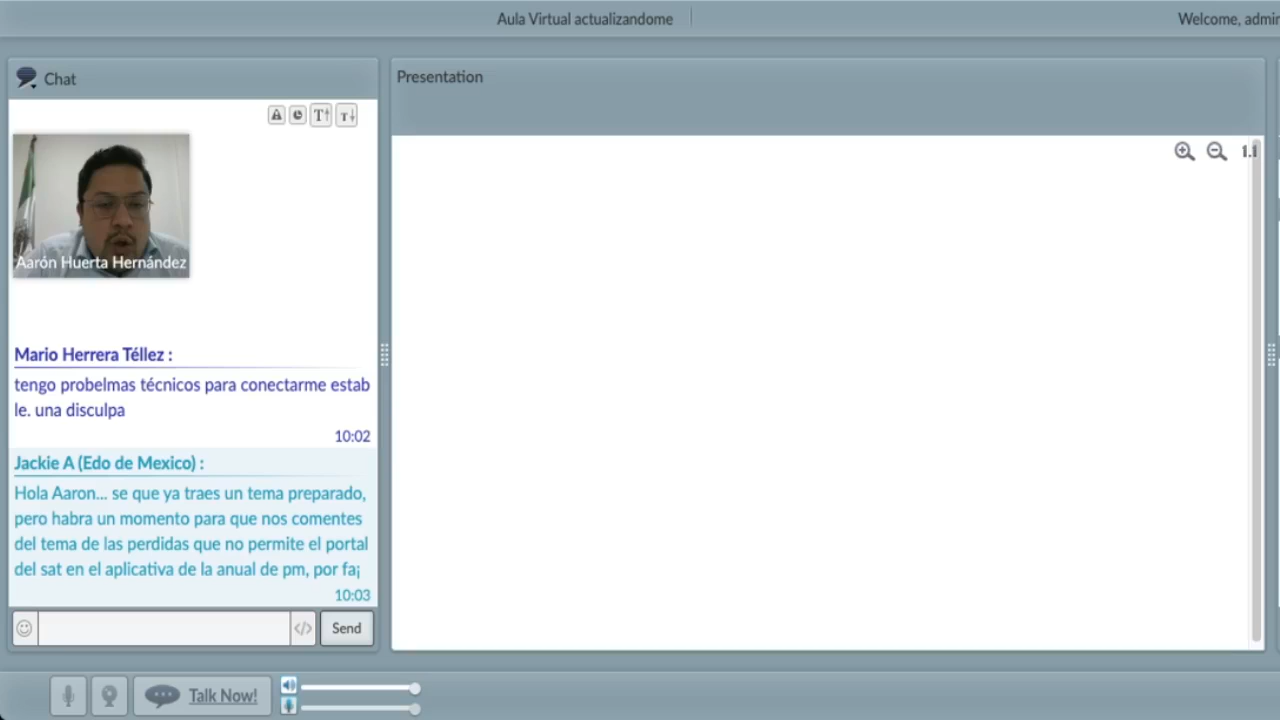 Aula Virtual actualizandome
Welcome, admin
Chat
Presentation
Aarón Huerta Hernández
Mario Herrera Téllez :
tengo probelmas técnicos para conectarme estab
le. una disculpa
10:02
Jackie A (Edo de Mexico) :
Hola Aaron... se que ya traes un tema preparado,
pero habra un momento para que nos comentes
del tema de las perdidas que no permite el portal
del sat en el aplicativa de la anual de pm, por fa¡
10:03
Send
Talk Now!